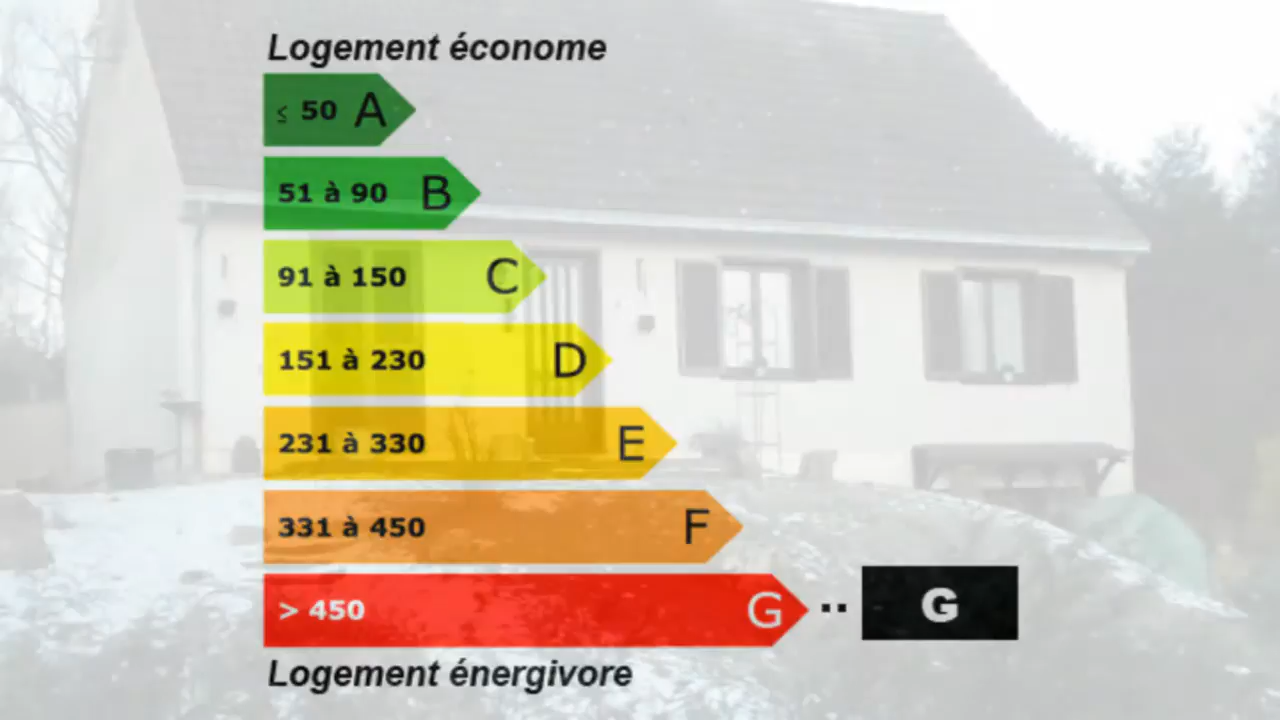 Logement économe
≤ 50 A
51 à 90 B
91 à 150 C
151 à 230 D
231 à 330 E
331 à 450 F
> 450 G G
Logement énergivore